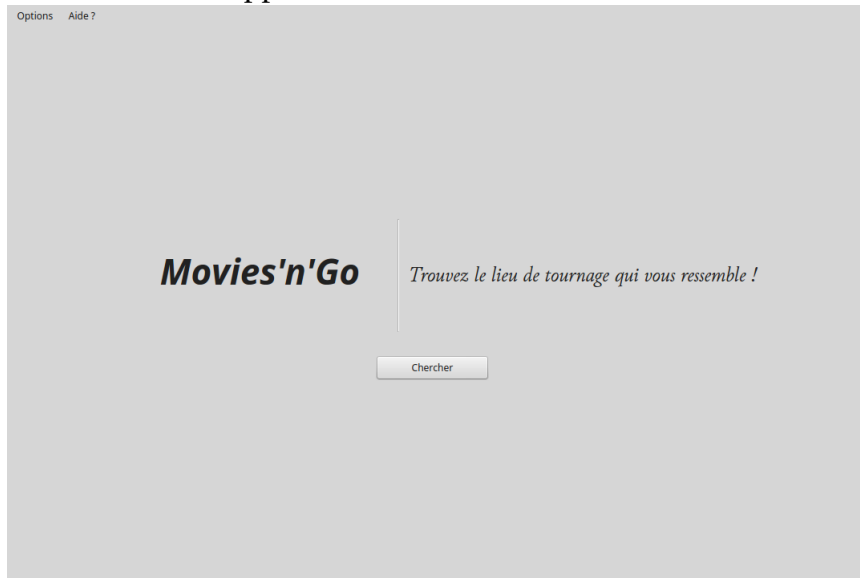 Options Aide ?
Movies'n'Go
Trouvez le lieu de tournage qui vous ressemble !
Chercher